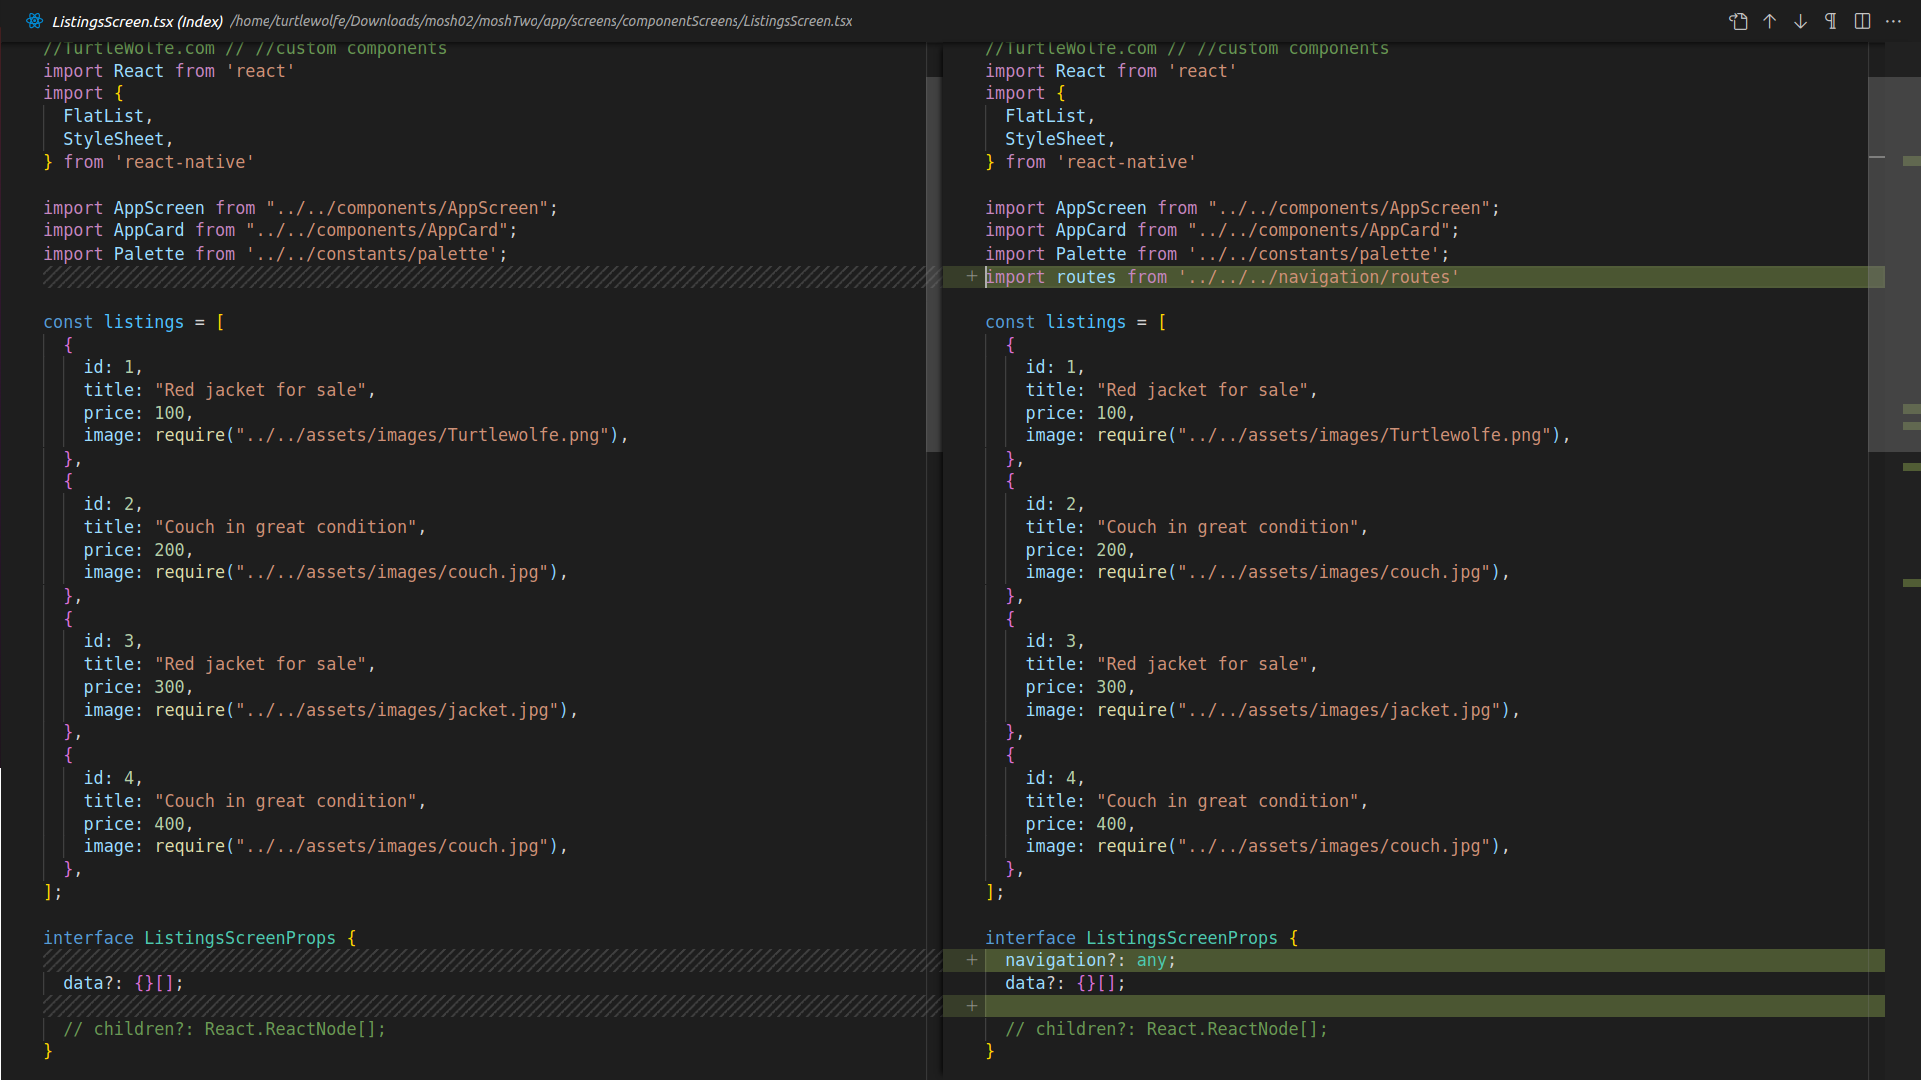 ListingsScreen.tsx (Index) /home/turtlewolfe/Downloads/mosh02/moshTwo/app/screens/componentScreens/ListingsScreen.tsx
//TurtleWolfe.com // //custom components
import React from 'react'
import {
  FlatList,
  StyleSheet,
} from 'react-native'
import AppScreen from "../../components/AppScreen";
import AppCard from "../../components/AppCard";
import Palette from '../../constants/palette';
const listings = [
  {
    id: 1,
    title: "Red jacket for sale",
    price: 100,
    image: require("../../assets/images/Turtlewolfe.png"),
  },
  {
    id: 2,
    title: "Couch in great condition",
    price: 200,
    image: require("../../assets/images/couch.jpg"),
  },
  {
    id: 3,
    title: "Red jacket for sale",
    price: 300,
    image: require("../../assets/images/jacket.jpg"),
  },
  {
    id: 4,
    title: "Couch in great condition",
    price: 400,
    image: require("../../assets/images/couch.jpg"),
  },
];
interface ListingsScreenProps {
  data?: {}[];
  // children?: React.ReactNode[];
}
//TurtleWolfe.com // //custom components
import React from 'react'
import {
  FlatList,
  StyleSheet,
} from 'react-native'
import AppScreen from "../../components/AppScreen";
import AppCard from "../../components/AppCard";
import Palette from '../../constants/palette';
+ import routes from '../../../navigation/routes'
const listings = [
  {
    id: 1,
    title: "Red jacket for sale",
    price: 100,
    image: require("../../assets/images/Turtlewolfe.png"),
  },
  {
    id: 2,
    title: "Couch in great condition",
    price: 200,
    image: require("../../assets/images/couch.jpg"),
  },
  {
    id: 3,
    title: "Red jacket for sale",
    price: 300,
    image: require("../../assets/images/jacket.jpg"),
  },
  {
    id: 4,
    title: "Couch in great condition",
    price: 400,
    image: require("../../assets/images/couch.jpg"),
  },
];
interface ListingsScreenProps {
+   navigation?: any;
  data?: {}[];
+
  // children?: React.ReactNode[];
}